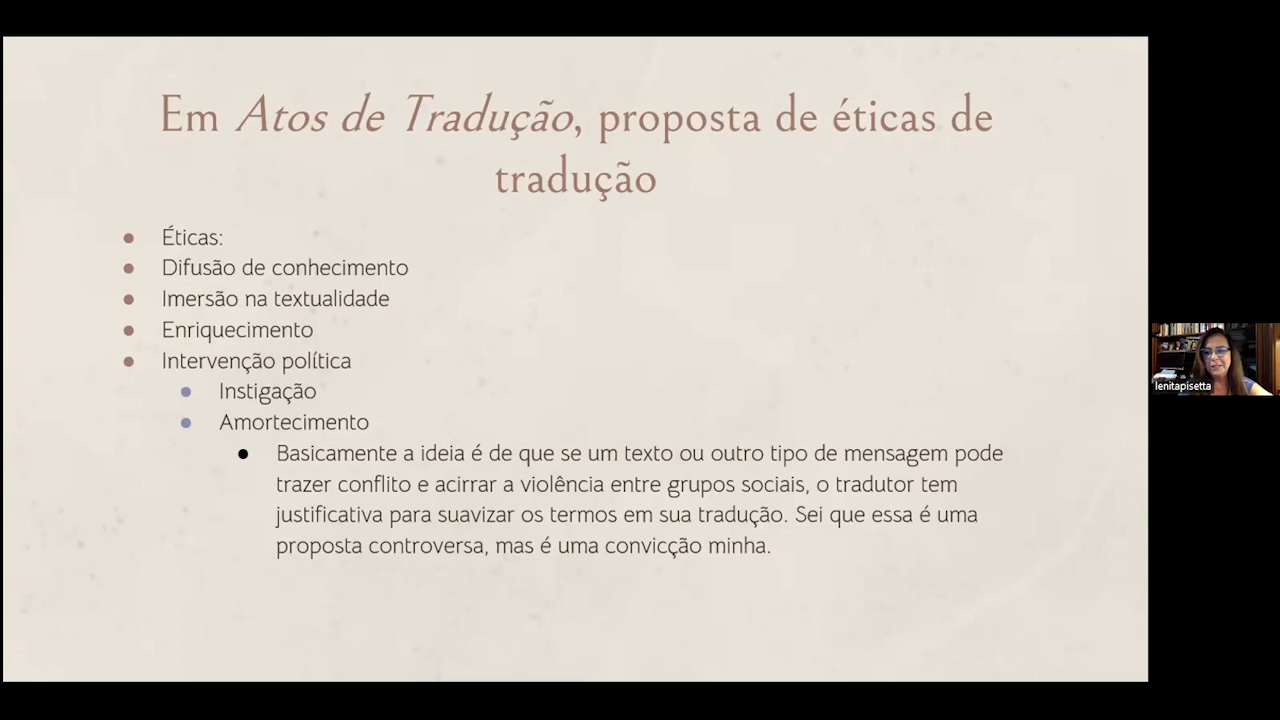 Em Atos de Tradução, proposta de éticas de
tradução
Éticas:
Difusão de conhecimento
Imersão na textualidade
Enriquecimento
Intervenção política
Instigação
Amortecimento
Basicamente a ideia é de que se um texto ou outro tipo de mensagem pode
trazer conflito e acirrar a violência entre grupos sociais, o tradutor tem
justificativa para suavizar os termos em sua tradução. Sei que essa é uma
proposta controversa, mas é uma convicção minha.
lenitapisetta